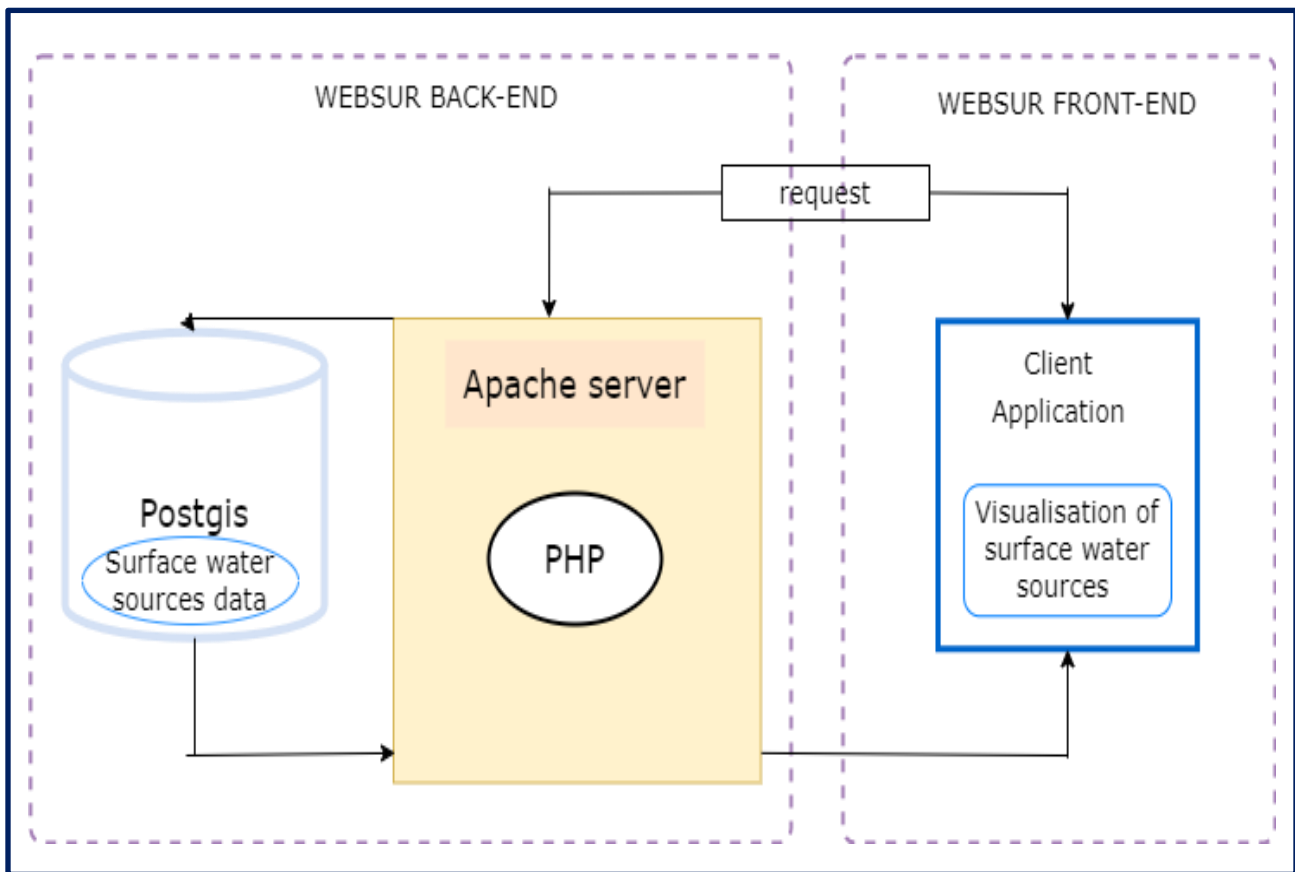 WEBSUR BACK-END
WEBSUR FRONT-END
request
Apache server
PHP
Postgis
Surface water
sources data
Client
Application
Visualisation of
surface water
sources